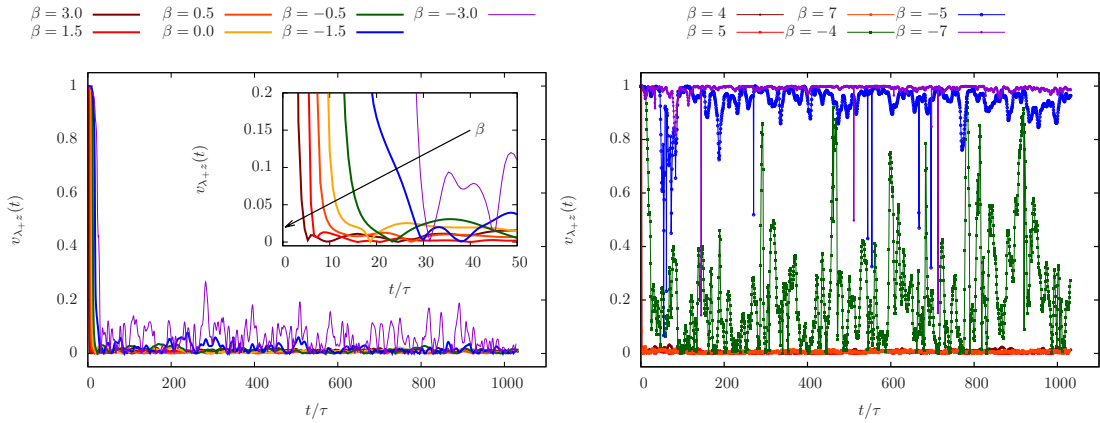 β = 3.0 β = 0.5 β = −0.5 β = −3.0
β = 1.5 β = 0.0 β = −1.5
v_{λ+z}(t)
1
0.8
0.6
0.4
0.2
0
0 200 400 600 800 1000
t/τ
v_{λ+z}(t)
0.2
0.15
0.1
0.05
0
0 10 20 30 40 50
t/τ
β
β = 4 β = 7 β = −5
β = 5 β = −4 β = −7
v_{λ+z}(t)
1
0.8
0.6
0.4
0.2
0
0 200 400 600 800 1000
t/τ